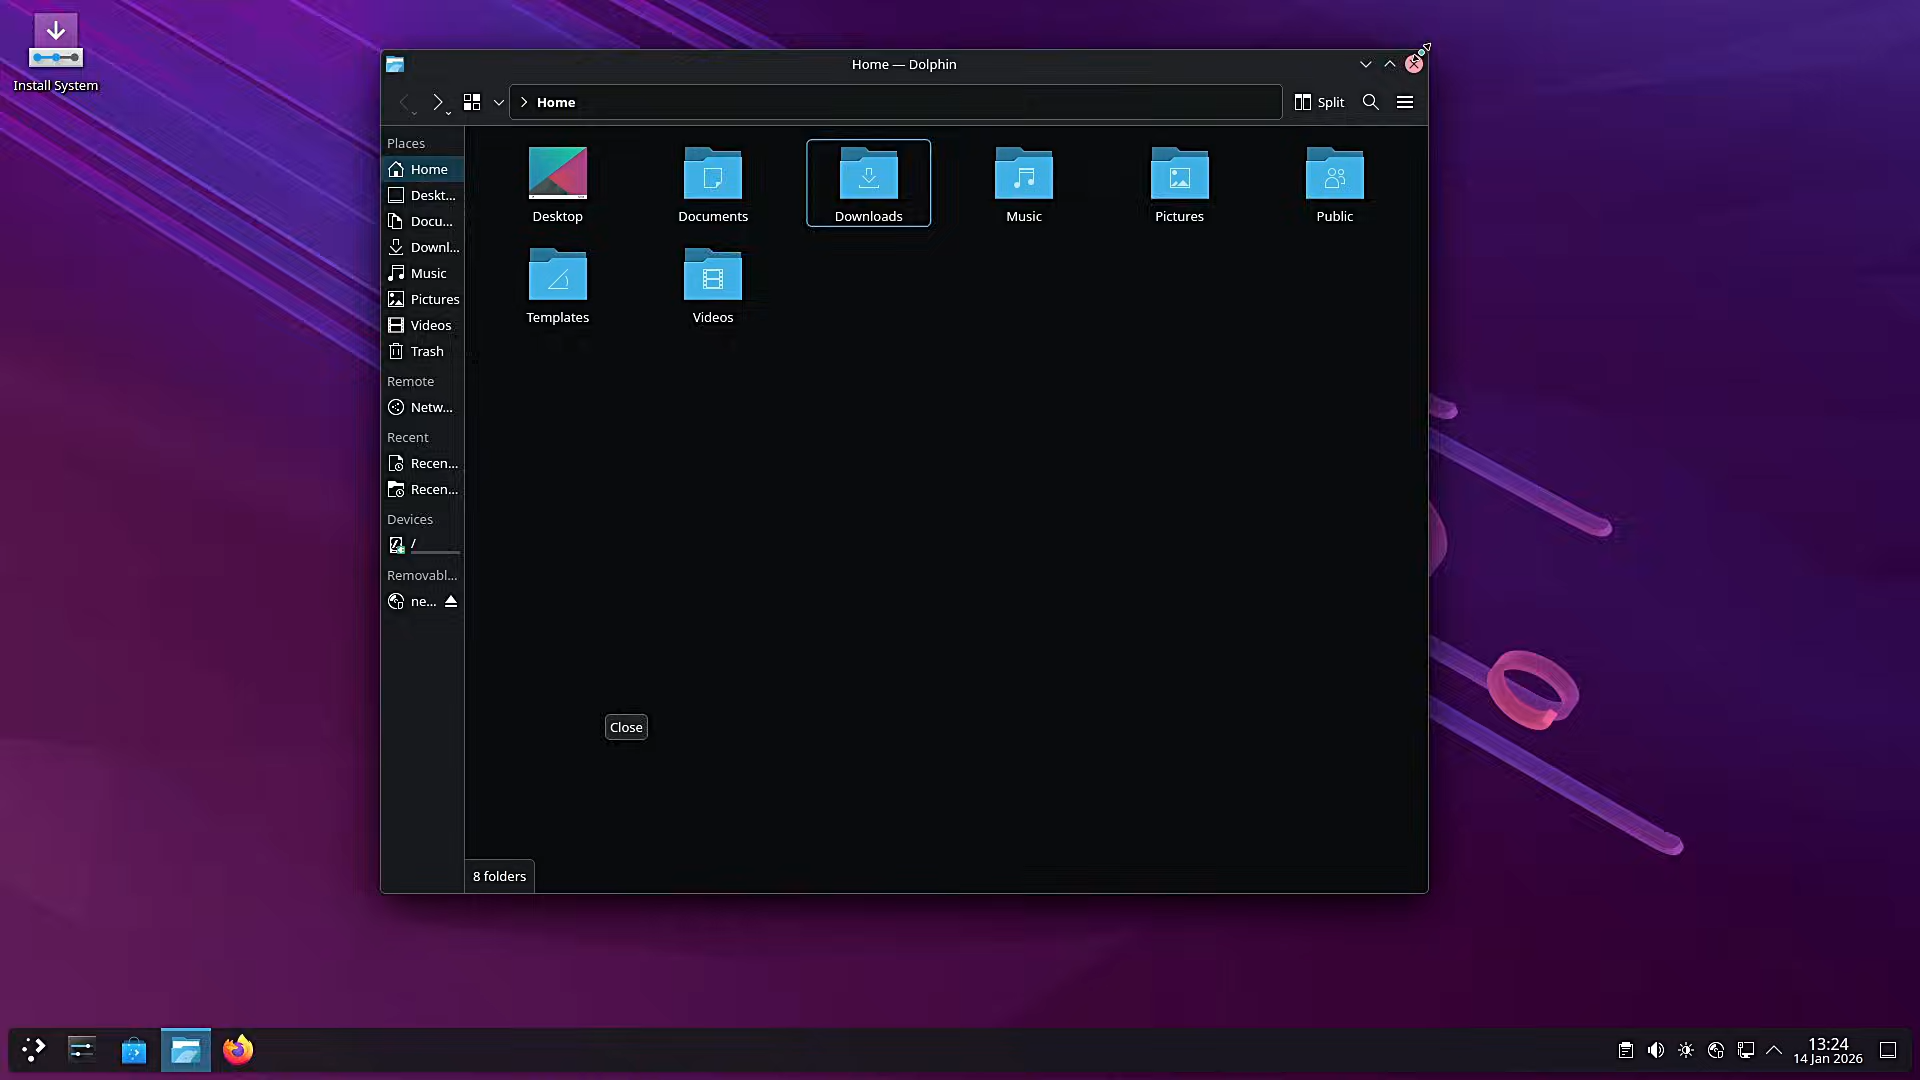 Install System
Home — Dolphin
Home
Split
Places
Home
Deskt...
Docu...
Downl...
Music
Pictures
Videos
Trash
Remote
Netw...
Recent
Recen...
Recen...
Devices
/
Removabl...
ne...
Desktop
Documents
Downloads
Music
Pictures
Public
Templates
Videos
Close
8 folders
13:24
14 Jan 2026